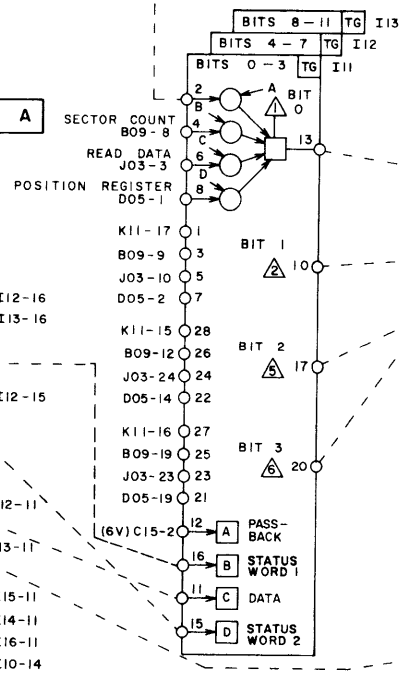 BITS 8-11 TG I13
BITS 4-7 TG I12
BITS 0-3 TG I11
A
2
B
A
BIT 0
1
SECTOR COUNT
B09-8
4
C
READ DATA
J03-3
6
D
13
POSITION REGISTER
D05-1
8
K11-17 1
B09-9 3
BIT 1
2
10
J03-10 5
I12-16
D05-2 7
I13-16
K11-15 28
B09-12 26
BIT 2
5
17
J03-24 24
I12-15
D05-14 22
K11-16 27
B09-19 25
BIT 3
6
20
J03-23 23
D05-19 21
I12-11
(6V) C15-2 12 A PASS-
BACK
I3-11
16 B STATUS
WORD 1
I15-11
11 C DATA
I14-11
I16-11
15 D STATUS
WORD 2
I10-14